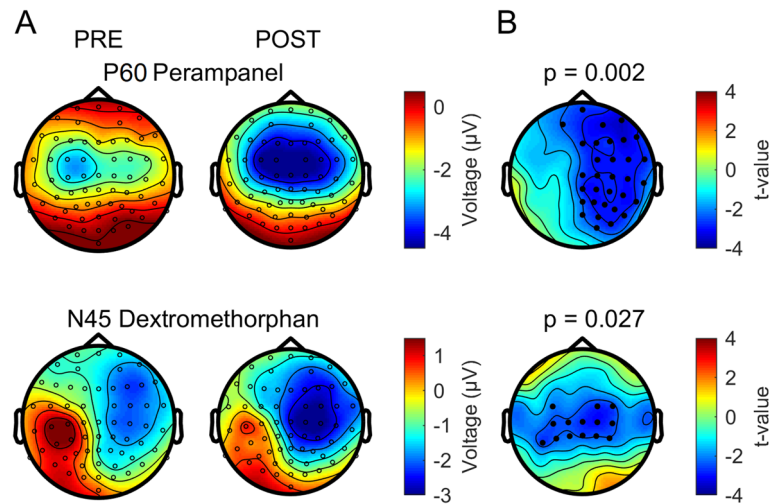 A
B
PRE
POST
P60 Perampanel
p = 0.002
0
-2
-4
Voltage (µV)
4
2
0
-2
-4
t-value
N45 Dextromethorphan
p = 0.027
1
0
-1
-2
-3
Voltage (µV)
4
2
0
-2
-4
t-value